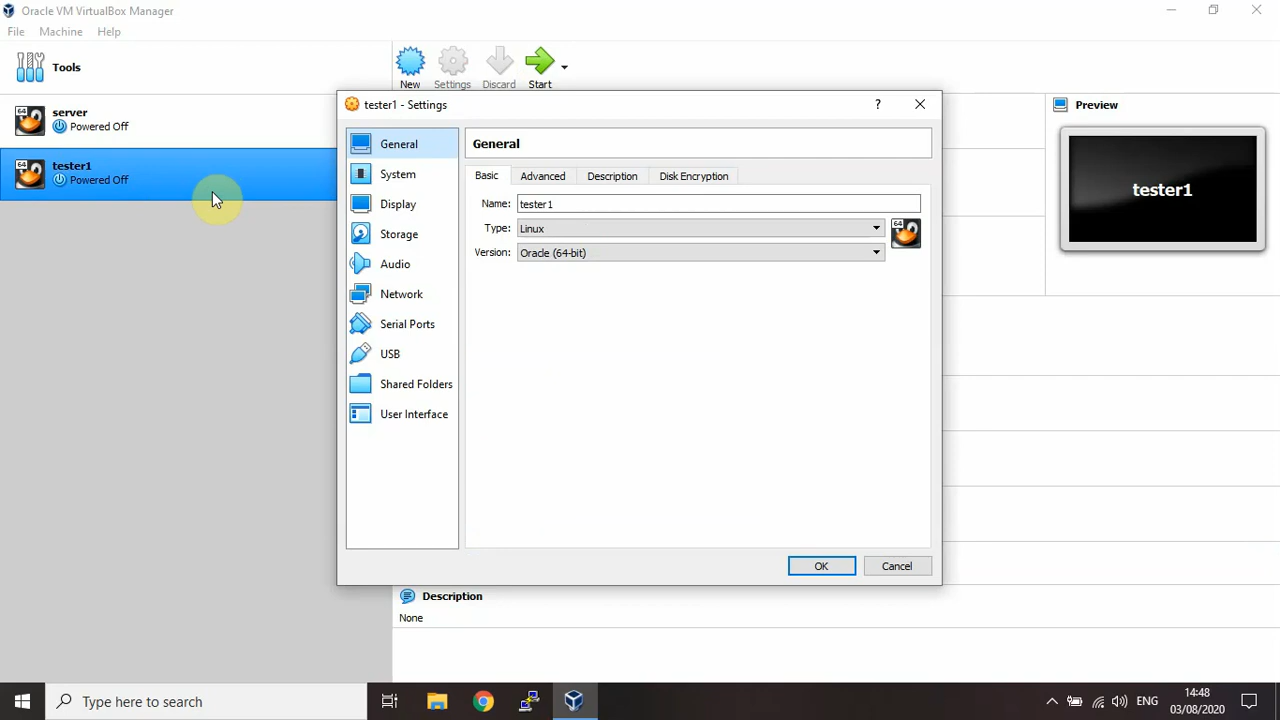 Oracle VM VirtualBox Manager
File Machine Help
Tools
New Settings Discard Start
64
server
Powered Off
64
tester1
Powered Off
Preview
tester1
tester1 - Settings
?
General
System
Display
Storage
Audio
Network
Serial Ports
USB
Shared Folders
User Interface
General
Basic Advanced Description Disk Encryption
Name: tester1
Type: Linux
64
Version: Oracle (64-bit)
OK Cancel
Description
None
Type here to search
ENG
14:48
03/08/2020